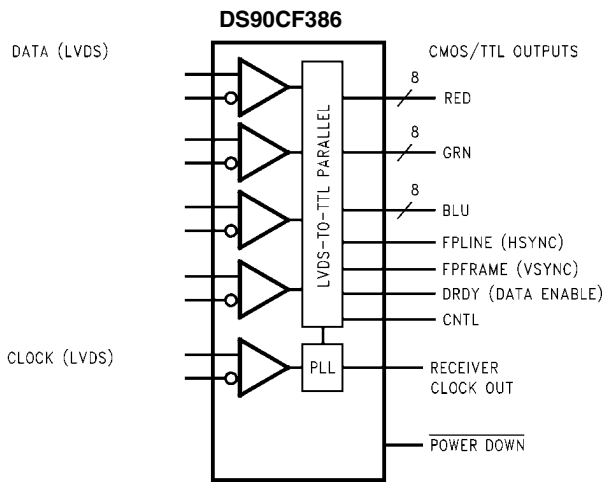 DS90CF386
DATA (LVDS)
CMOS/TTL OUTPUTS
8
RED
8
GRN
8
BLU
LVDS-TO-TTL PARALLEL
FPLINE (HSYNC)
FPFRAME (VSYNC)
DRDY (DATA ENABLE)
CNTL
CLOCK (LVDS)
PLL
RECEIVER
CLOCK OUT
POWER DOWN